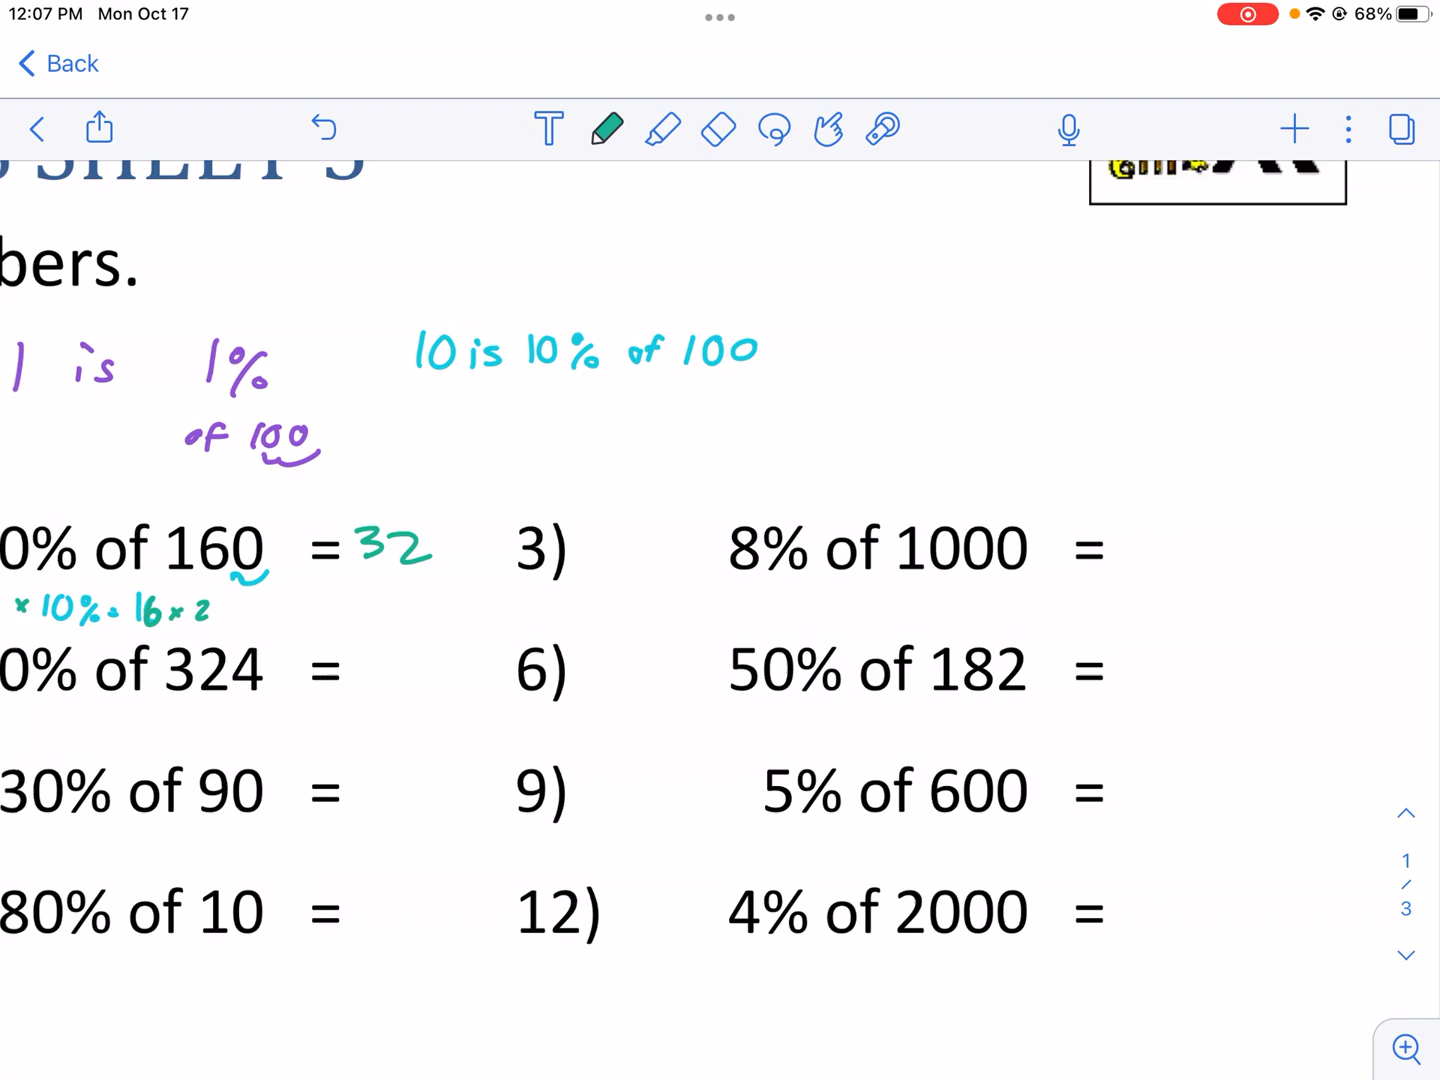 12:07 PM Mon Oct 17
68%
Back
SHEET 3
bers.
1 is 1%
of 100
10 is 10% of 100
0% of 160 = 32 3) 8% of 1000 =
× 10% = 16 × 2
0% of 324 = 6) 50% of 182 =
30% of 90 = 9) 5% of 600 =
80% of 10 = 12) 4% of 2000 =
1
/
3